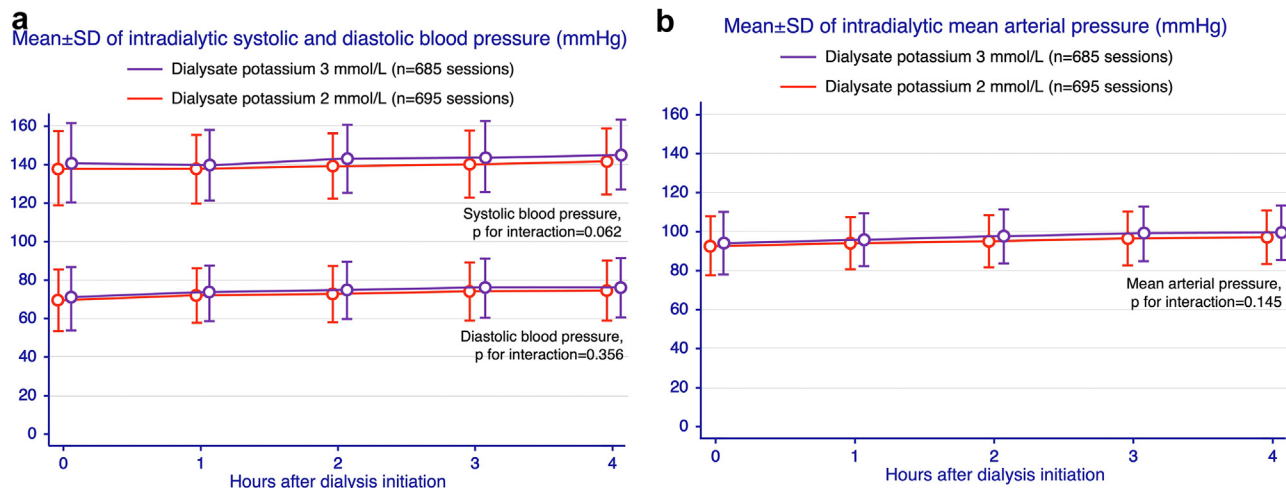 a
Mean±SD of intradialytic systolic and diastolic blood pressure (mmHg)
Dialysate potassium 3 mmol/L (n=685 sessions)
Dialysate potassium 2 mmol/L (n=695 sessions)
160
140
120
100
80
60
40
20
0
Systolic blood pressure,
p for interaction=0.062
Diastolic blood pressure,
p for interaction=0.356
0 1 2 3 4
Hours after dialysis initiation
b
Mean±SD of intradialytic mean arterial pressure (mmHg)
Dialysate potassium 3 mmol/L (n=685 sessions)
Dialysate potassium 2 mmol/L (n=695 sessions)
160
140
120
100
80
60
40
20
0
Mean arterial pressure,
p for interaction=0.145
0 1 2 3 4
Hours after dialysis initiation